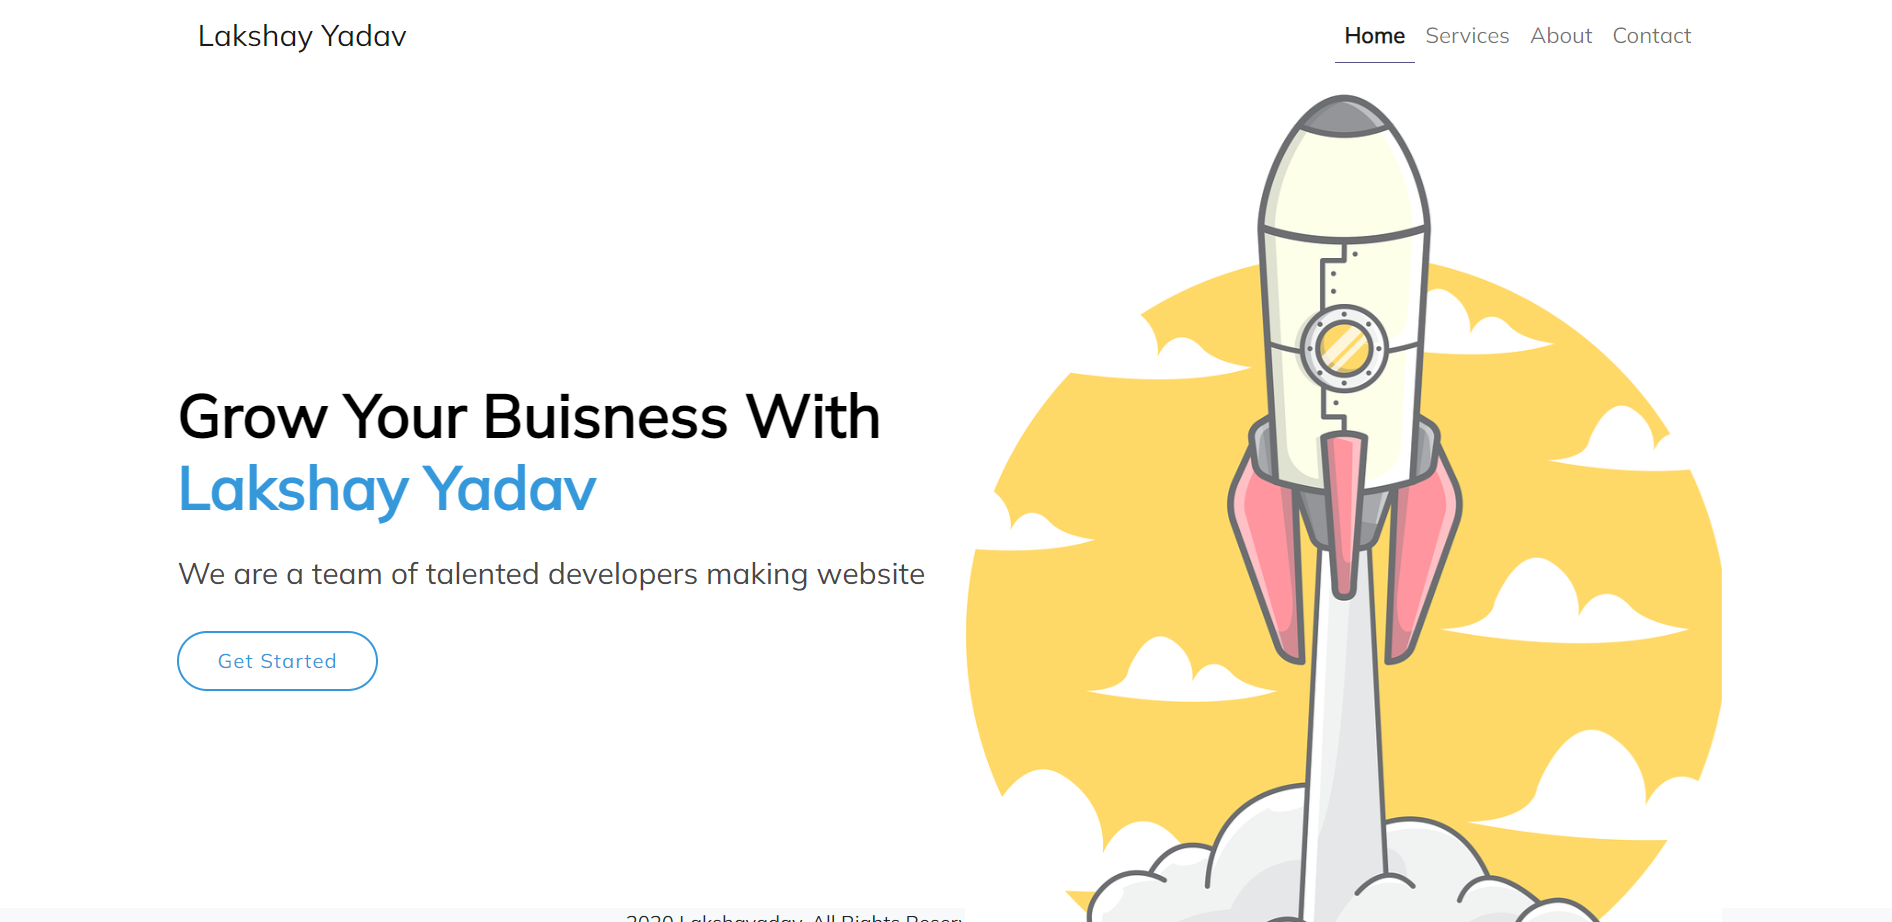 Lakshay Yadav
Home Services About Contact
Grow Your Buisness With
Lakshay Yadav
We are a team of talented developers making website
Get Started
2020 Lakshayadav. All Rights